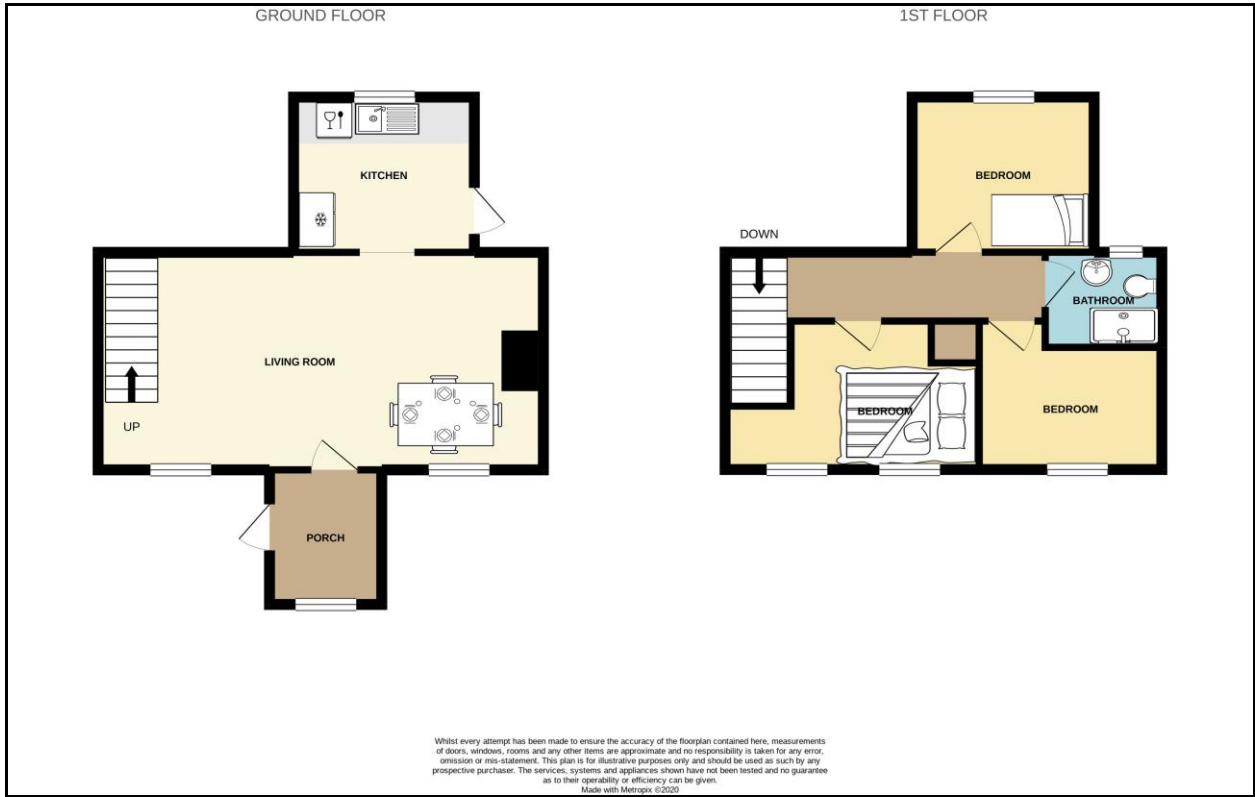 GROUND FLOOR
1ST FLOOR
KITCHEN
LIVING ROOM
UP
PORCH
BEDROOM
DOWN
BATHROOM
BEDROOM
BEDROOM
Whilst every attempt has been made to ensure the accuracy of the floorplan contained here, measurements
of doors, windows, rooms and any other items are approximate and no responsibility is taken for any error,
omission or mis-statement. This plan is for illustrative purposes only and should be used as such by any
prospective purchaser. The services, systems and appliances shown have not been tested and no guarantee
as to their operability or efficiency can be given.
Made with Metropix ©2020